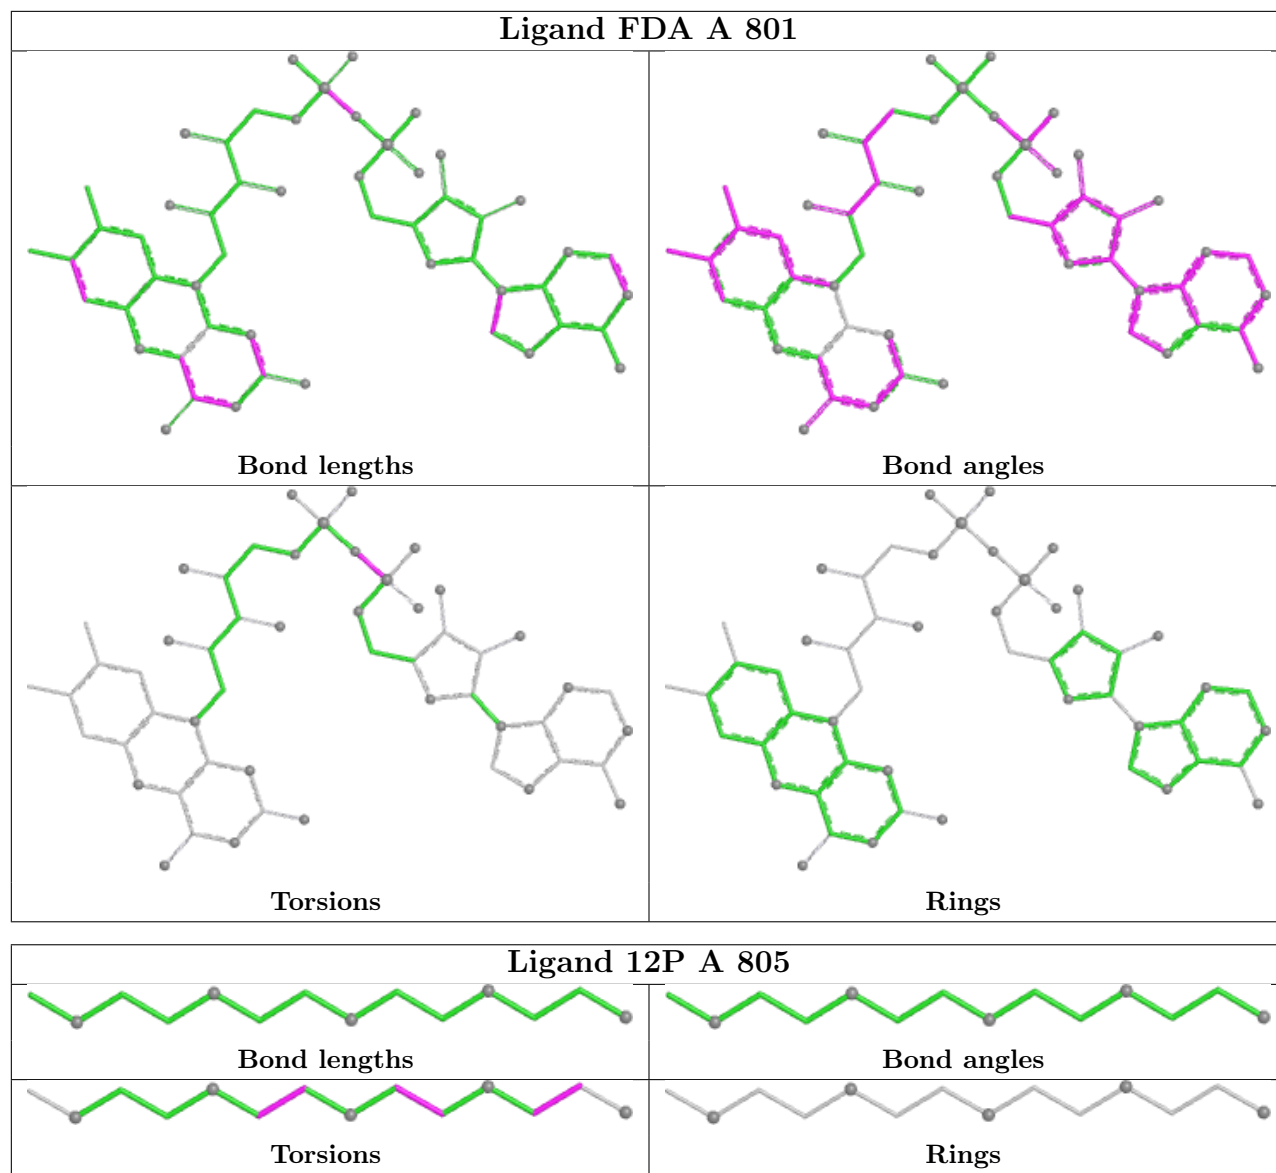 Ligand FDA A 801
Bond lengths
Bond angles
Torsions
Rings
Ligand 12P A 805
Bond lengths
Bond angles
Torsions
Rings